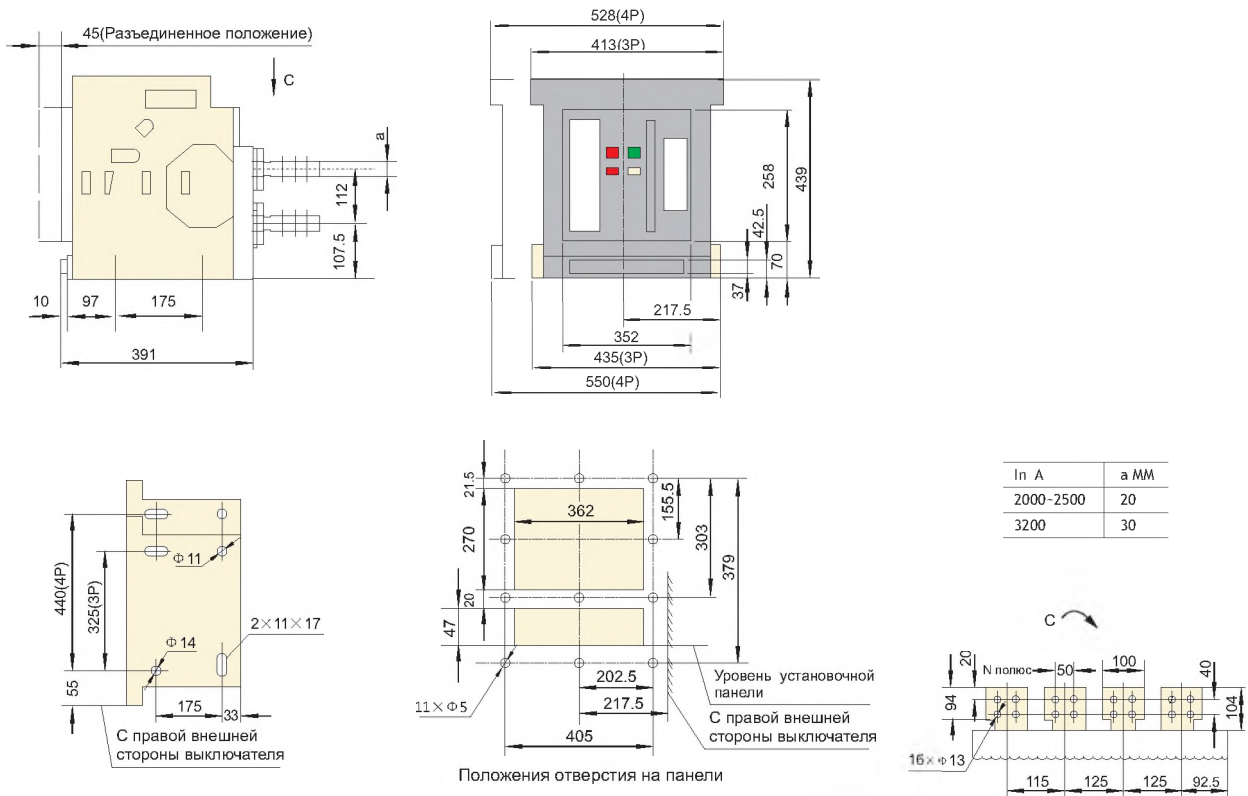 45(Разъединенное положение)
C
a
112
107.5
10
97
175
391
528(4P)
413(3P)
258
439
42.5
70
37
217.5
352
435(3P)
550(4P)
440(4P)
325(3P)
Φ11
Φ14
2×11×17
55
175
33
С правой внешней
стороны выключателя
21.5
362
270
155.5
303
379
20
47
11×Φ5
202.5
217.5
405
Уровень установочной
панели
С правой внешней
стороны выключателя
Положения отверстия на панели
In A a MM
2000-2500 20
3200 30
C
20
N полюс
50
100
40
94
104
16×Φ13
115
125
125
92.5